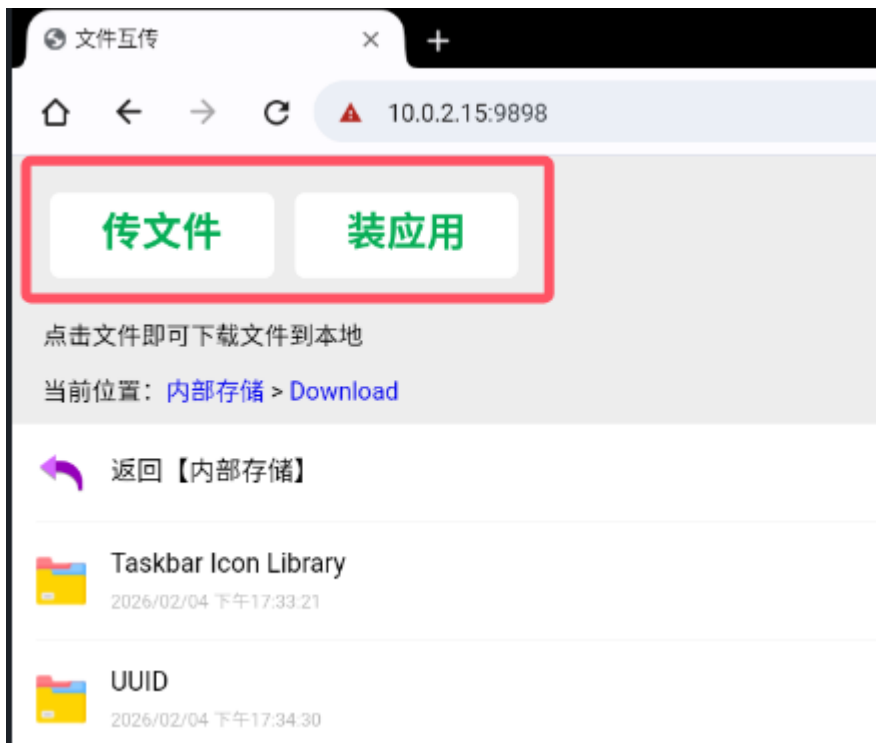 文件互传
10.0.2.15:9898
传文件 装应用
点击文件即可下载文件到本地
当前位置：内部存储 > Download
返回【内部存储】
Taskbar Icon Library
2026/02/04 下午17:33:21
UUID
2026/02/04 下午17:34:30